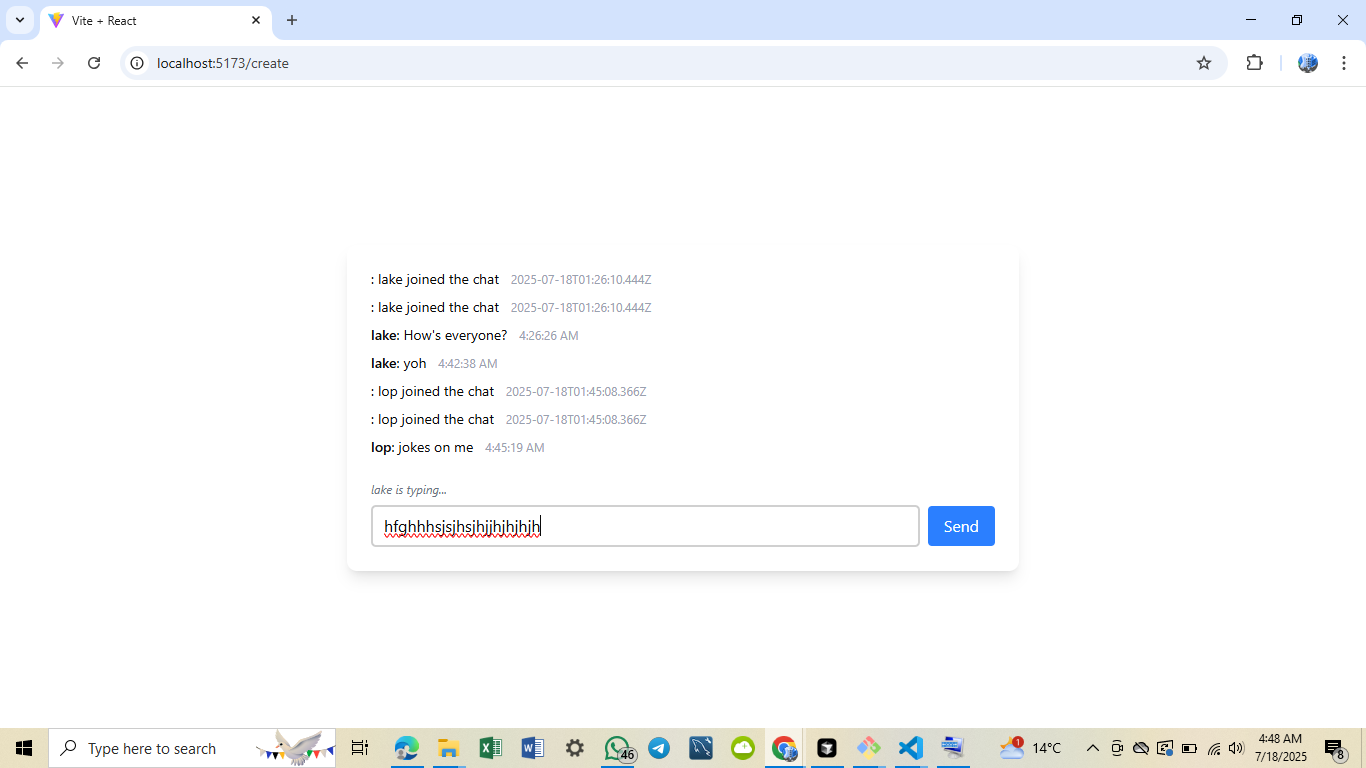 Vite + React
localhost:5173/create
: lake joined the chat 2025-07-18T01:26:10.444Z
: lake joined the chat 2025-07-18T01:26:10.444Z
lake: How's everyone? 4:26:26 AM
lake: yoh 4:42:38 AM
: lop joined the chat 2025-07-18T01:45:08.366Z
: lop joined the chat 2025-07-18T01:45:08.366Z
lop: jokes on me 4:45:19 AM
lake is typing...
hfghhhsjsjhsjhjjhjhjhjh
Send
Type here to search
46
1
14°C
4:48 AM
7/18/2025
8